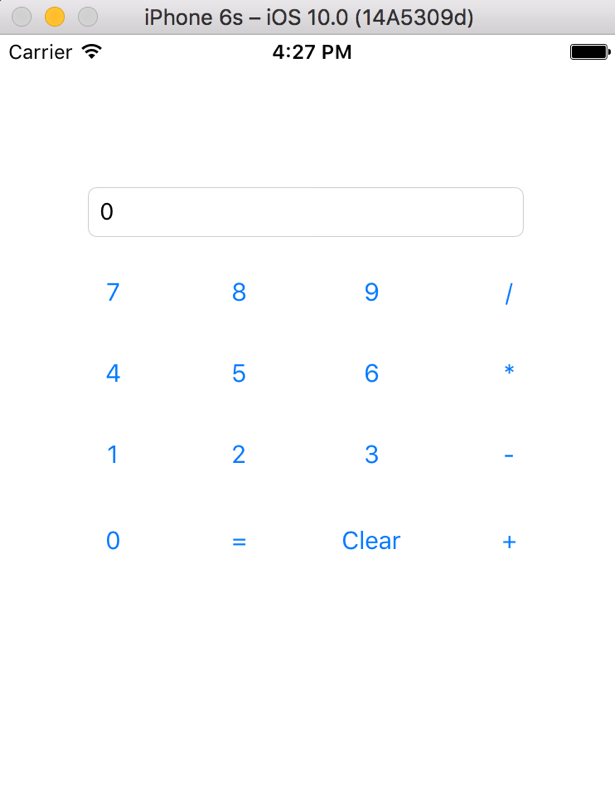 iPhone 6s – iOS 10.0 (14A5309d)
Carrier 4:27 PM
0
7 8 9 /
4 5 6 *
1 2 3 -
0 = Clear +